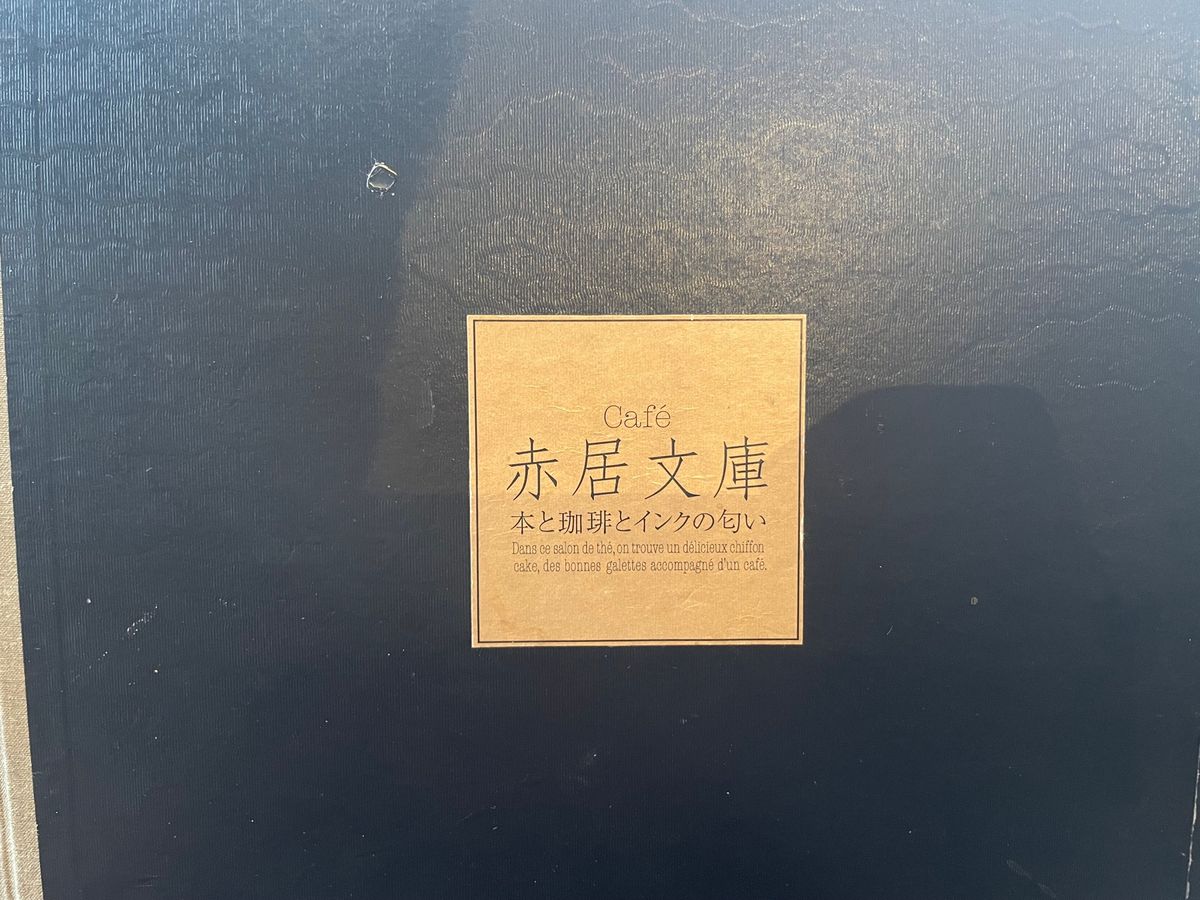 Café
赤居文庫
本と珈琲とインクの匂い
Dans ce salon de thé, on trouve un délicieux chiffon
cake, des bonnes galettes accompagné d'un café.